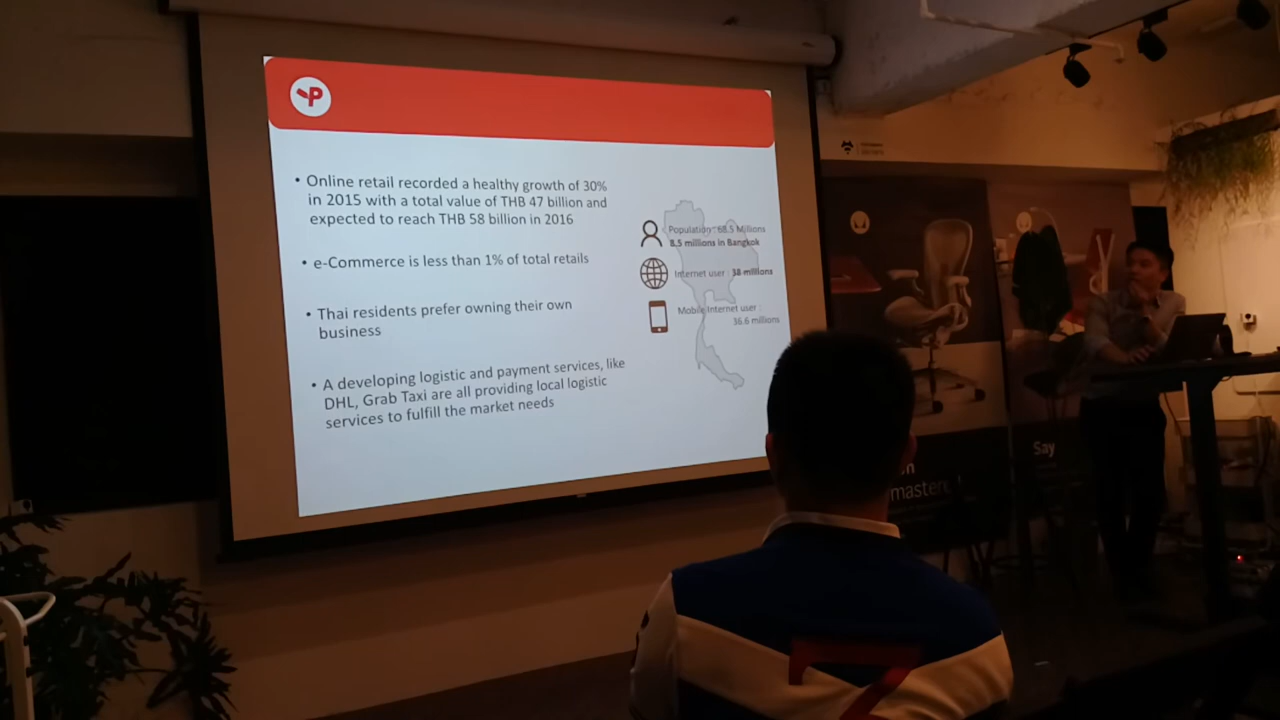 P
• Online retail recorded a healthy growth of 30%
in 2015 with a total value of THB 47 billion and
expected to reach THB 58 billion in 2016
• e-Commerce is less than 1% of total retails
• Thai residents prefer owning their own
business
• A developing logistic and payment services, like
DHL, Grab Taxi are all providing local logistic
services to fulfill the market needs
Population : 68.5 Millions
8.5 millions in Bangkok
Internet user : 38 millions
Mobile Internet user :
36.6 millions
Say
7